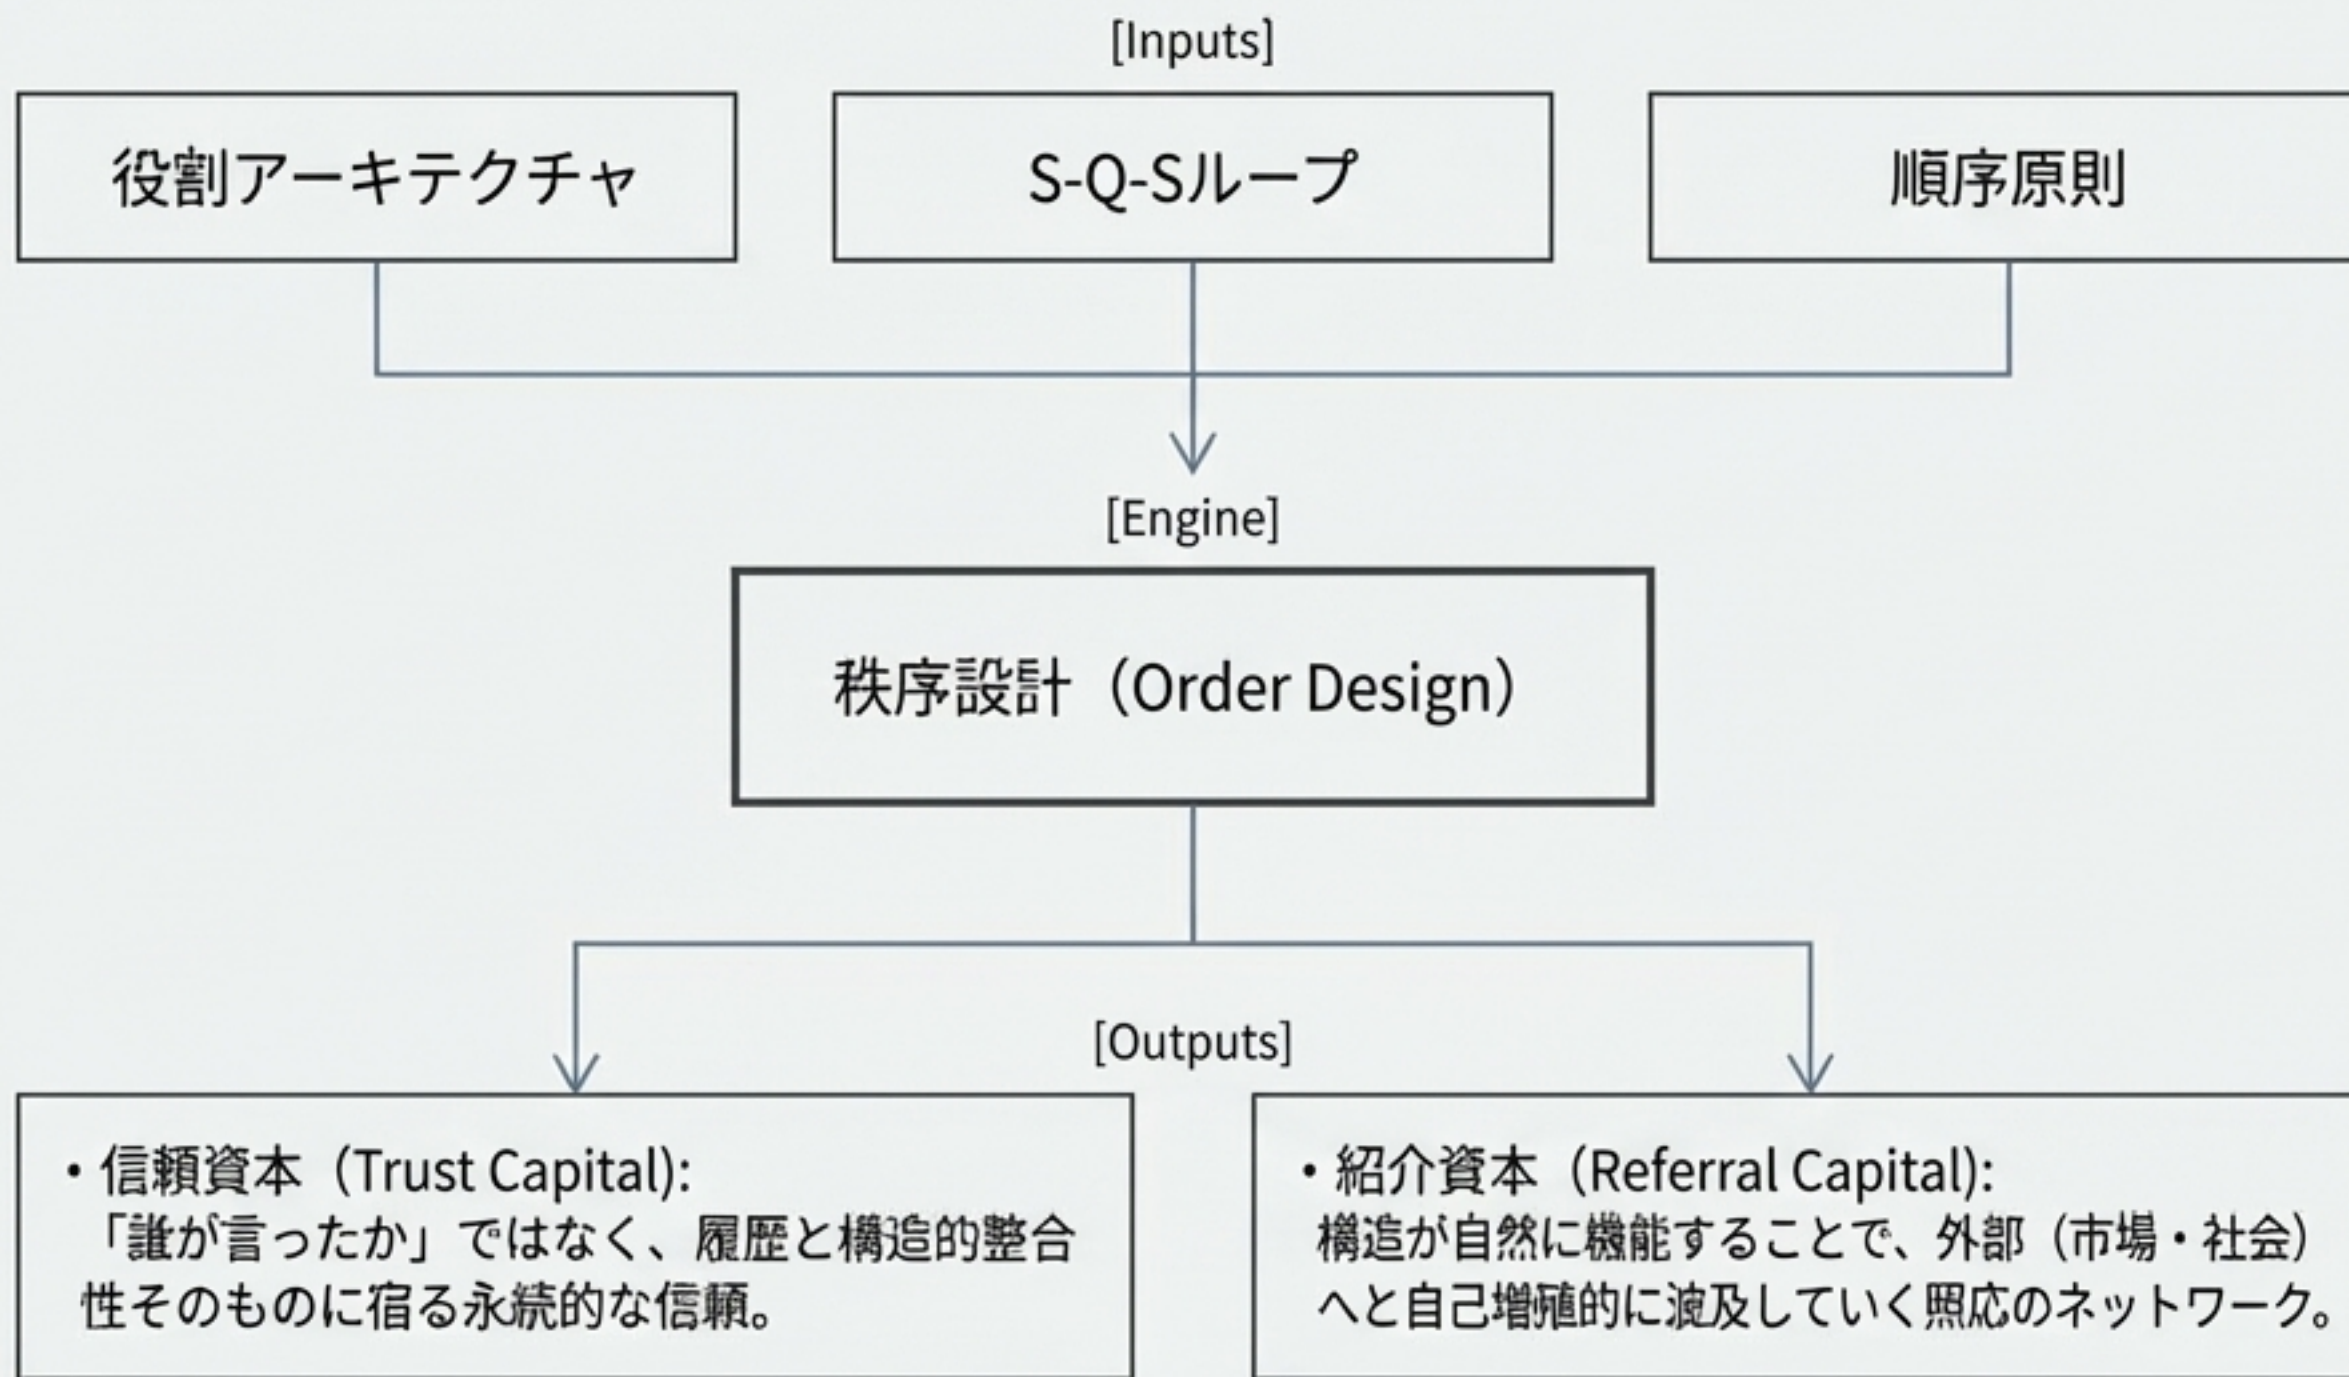 [Inputs]
役割アーキテクチャ
S-Q-Sループ
順序原則
[Engine]
秩序設計（Order Design）
[Outputs]
・信頼資本（Trust Capital):
「誰が言ったか」ではなく、履歴と構造的整合
性そのものに宿る永続的な信頼。
・紹介資本（Referral Capital):
構造が自然に機能することで、外部（市場・社会）
へと自己増殖的に波及していく照応のネットワーク。